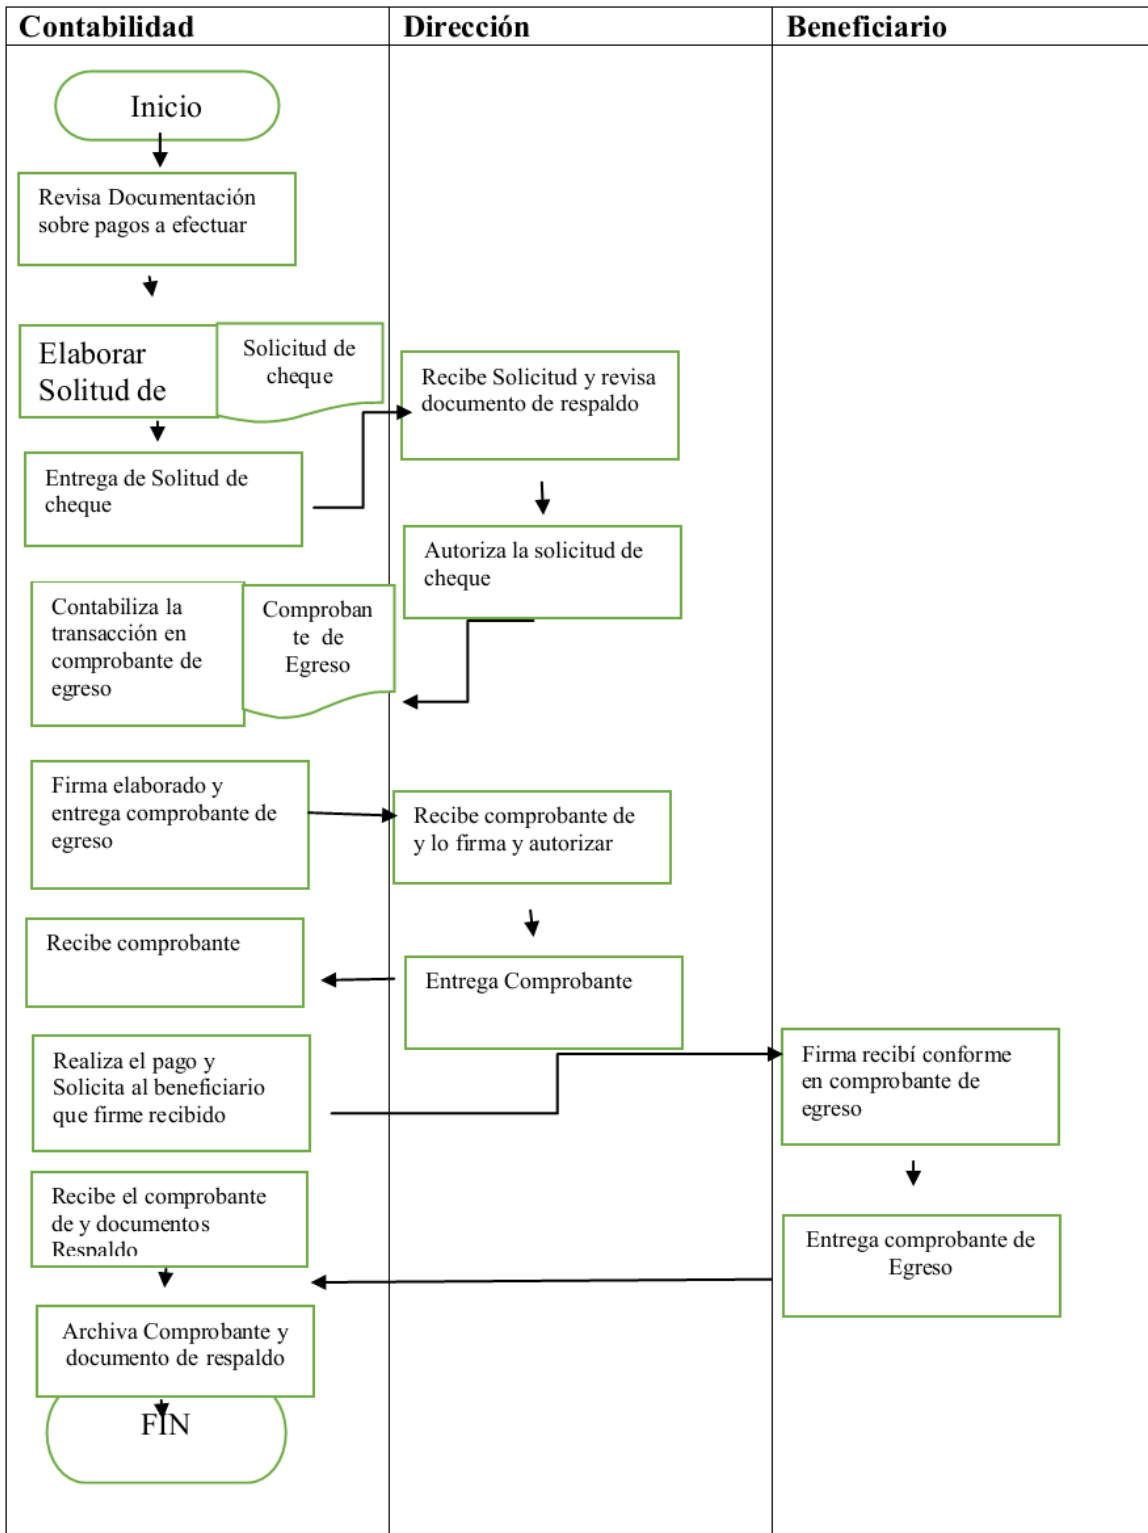 Contabilidad
Dirección
Beneficiario
Inicio
Revisa Documentación
sobre pagos a efectuar
Elaborar
Solitud de
Solicitud de
cheque
Recibe Solicitud y revisa
documento de respaldo
Entrega de Solitud de
cheque
Autoriza la solicitud de
cheque
Contabiliza la
transacción en
comprobante de
egreso
Comproban
te de
Egreso
Firma elaborado y
entrega comprobante de
egreso
Recibe comprobante de
y lo firma y autorizar
Recibe comprobante
Entrega Comprobante
Realiza el pago y
Solicita al beneficiario
que firme recibido
Firma recibí conforme
en comprobante de
egreso
Recibe el comprobante
de y documentos
Respaldo
Entrega comprobante de
Egreso
Archiva Comprobante y
documento de respaldo
FIN